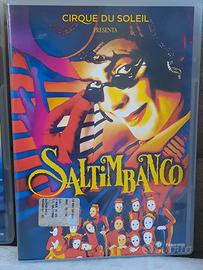 CIRQUE DU SOLEIL
PRESENTA
SALTIMBANCO